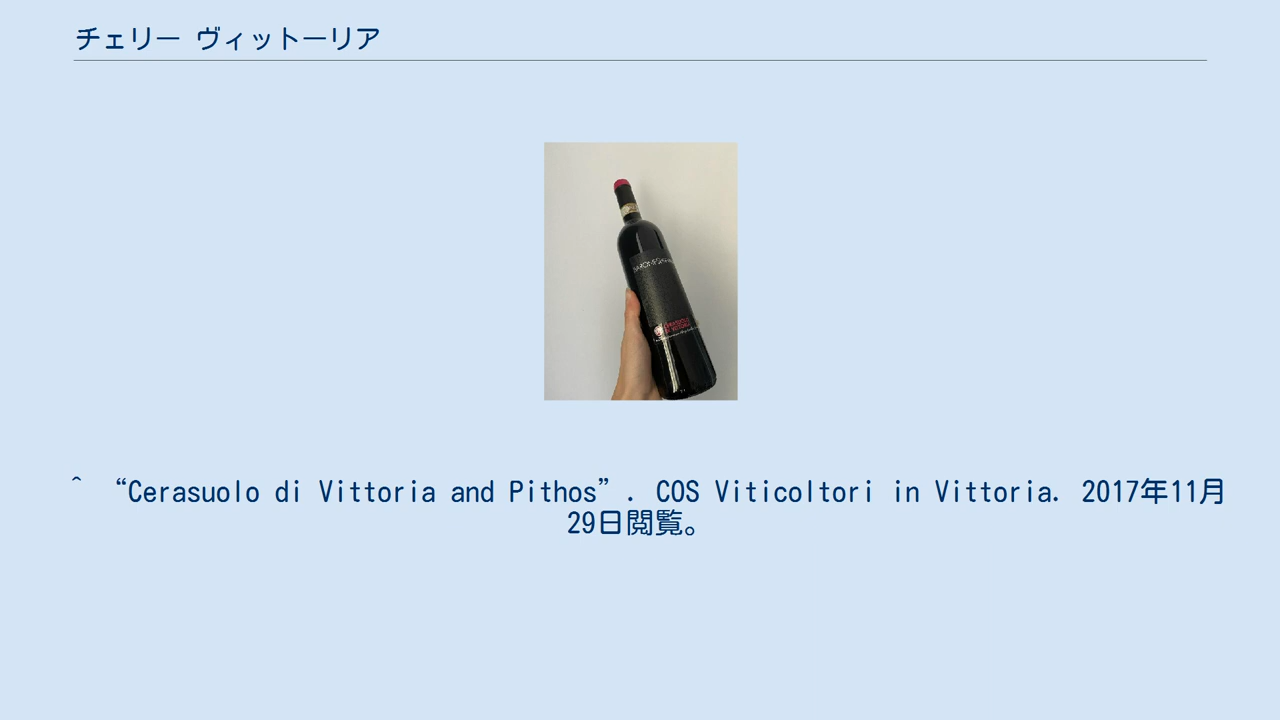 チェリー ヴィットーリア
^ “Cerasuolo di Vittoria and Pithos”. COS Viticoltori in Vittoria. 2017年11月
29日閲覧。